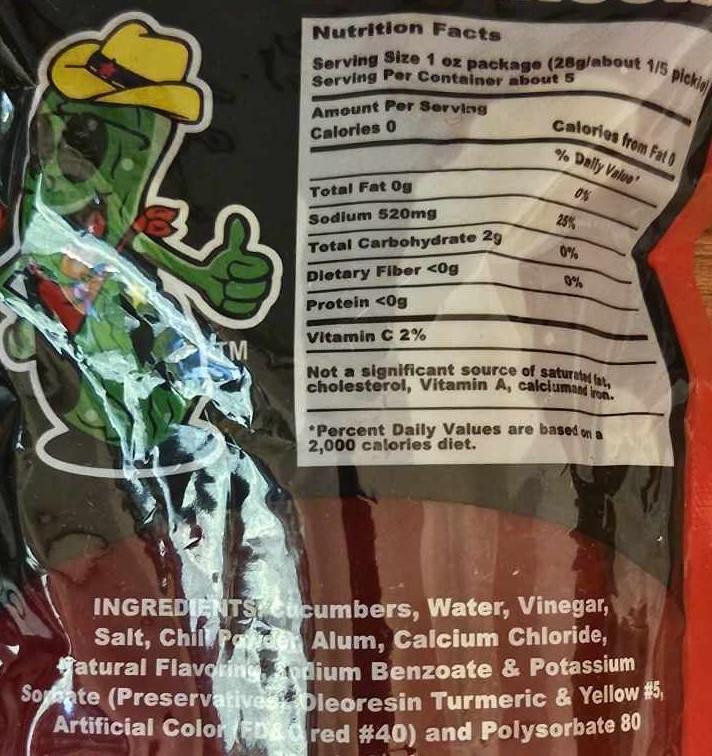 Nutrition Facts
Serving Size 1 oz package (28g/about 1/5 pickle)
Serving Per Container about 5
Amount Per Serving
Calories 0 Calories from Fat 0
% Daily Value*
Total Fat 0g 0%
Sodium 520mg 25%
Total Carbohydrate 2g 0%
Dietary Fiber <0g 0%
Protein <0g
Vitamin C 2%
Not a significant source of saturated fat,
cholesterol, Vitamin A, calciumand iron.
*Percent Daily Values are based on a
2,000 calories diet.
TM
INGREDIENTS: Cucumbers, Water, Vinegar,
Salt, Chili Powder Alum, Calcium Chloride,
Natural Flavoring, Sodium Benzoate & Potassium
Sorbate (Preservatives) Oleoresin Turmeric & Yellow #5,
Artificial Color (FD&C red #40) and Polysorbate 80